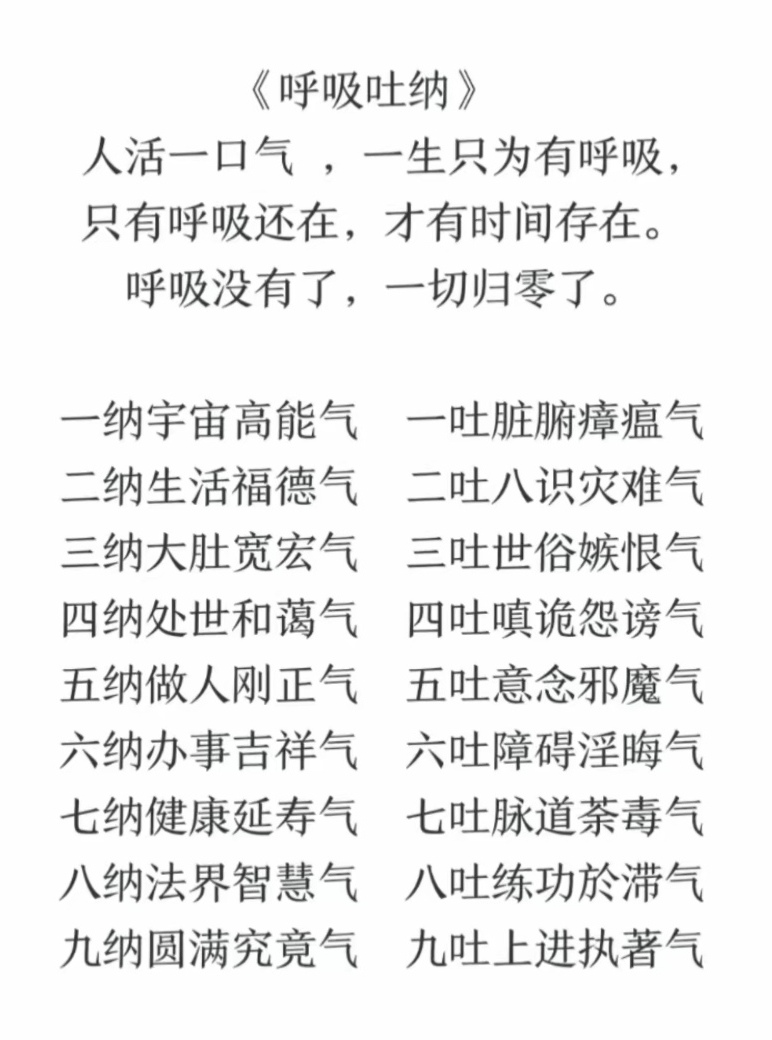 《呼吸吐纳》
人活一口气 ，一生只为有呼吸，
只有呼吸还在，才有时间存在。
呼吸没有了，一切归零了。
一纳宇宙高能气 一吐脏腑瘴瘟气
二纳生活福德气 二吐八识灾难气
三纳大肚宽宏气 三吐世俗嫉恨气
四纳处世和蔼气 四吐嗔诡怨谤气
五纳做人刚正气 五吐意念邪魔气
六纳办事吉祥气 六吐障碍淫晦气
七纳健康延寿气 七吐脉道荼毒气
八纳法界智慧气 八吐练功於滞气
九纳圆满究竟气 九吐上进执著气